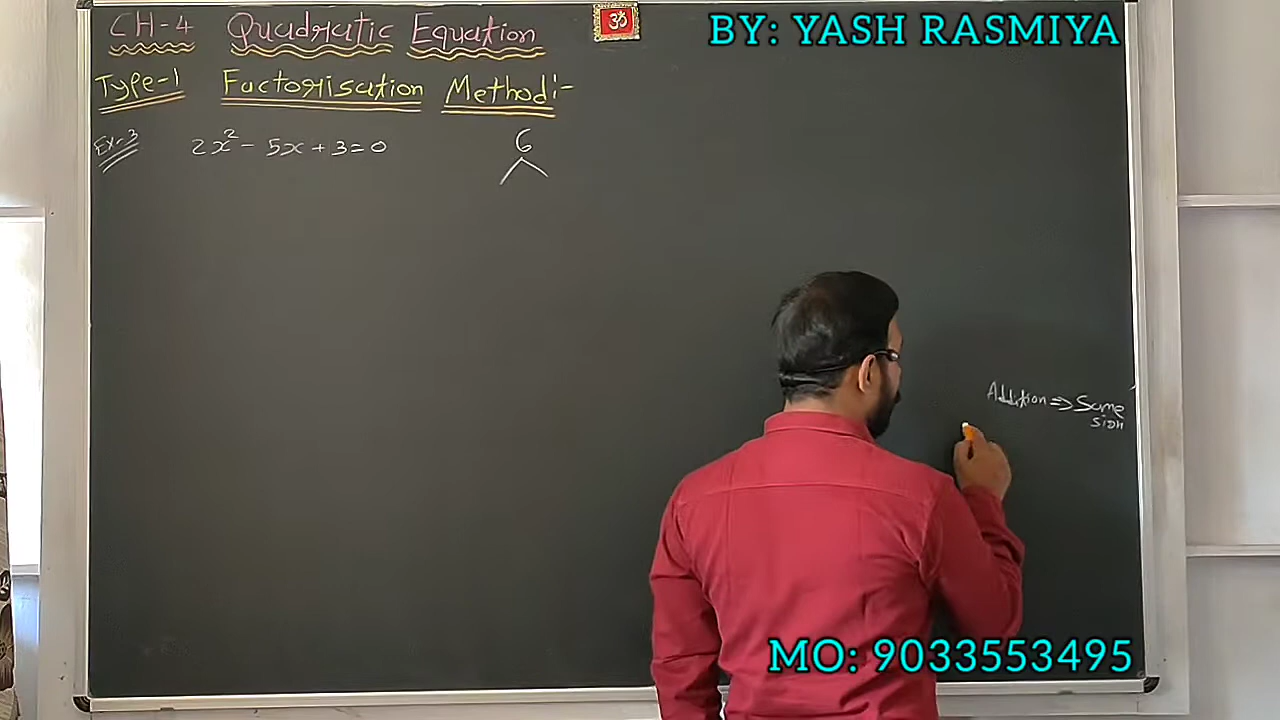 CH-4 Quadratic Equation
ॐ
BY: YASH RASMIYA
Type-1 Factorisation Method:-
Ex-3 2x² - 5x + 3 = 0
6
Addition => Same
sign
MO: 9033553495